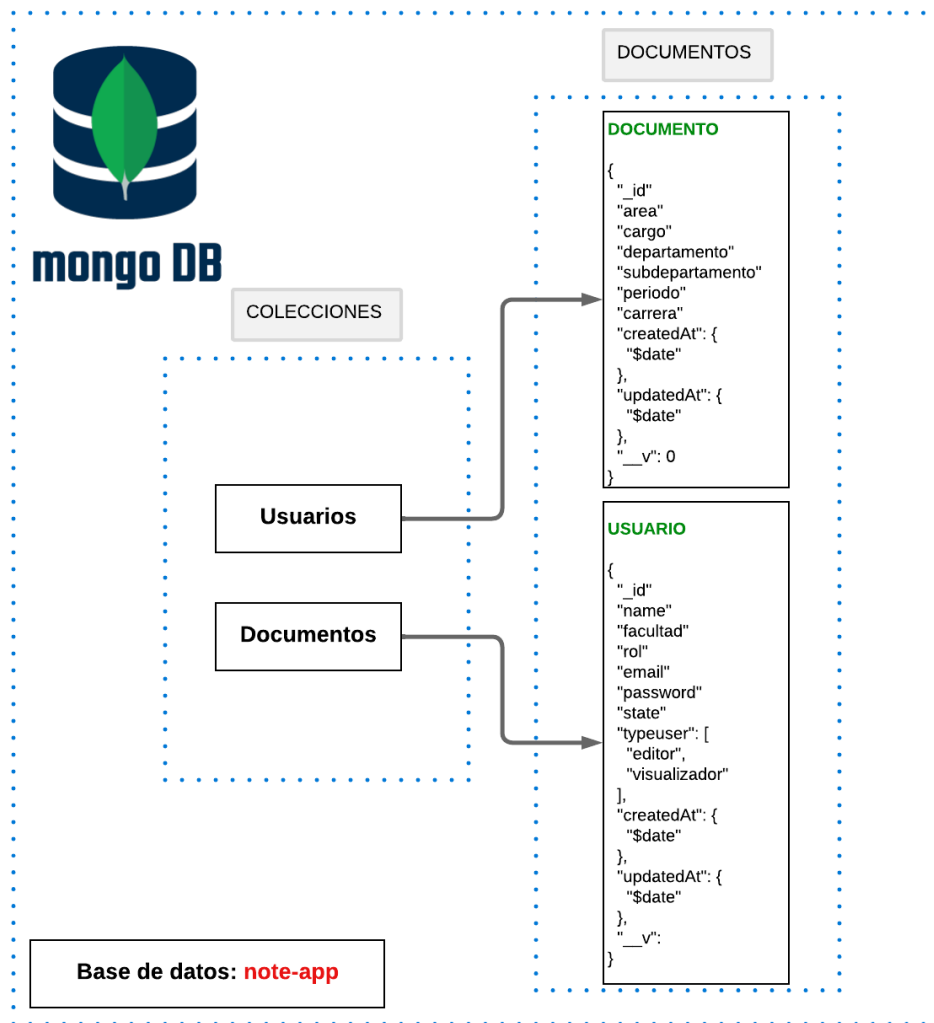 DOCUMENTOS
mongo DB
COLECCIONES
Usuarios
Documentos
DOCUMENTO
{
"_id"
"area"
"cargo"
"departamento"
"subdepartamento"
"periodo"
"carrera"
"createdAt": {
"$date"
},
"updatedAt": {
"$date"
},
"__v": 0
}
USUARIO
{
"_id"
"name"
"facultad"
"rol"
"email"
"password"
"state"
"typeuser": [
"editor",
"visualizador"
],
"createdAt": {
"$date"
},
"updatedAt": {
"$date"
},
"__v":
}
Base de datos: note-app